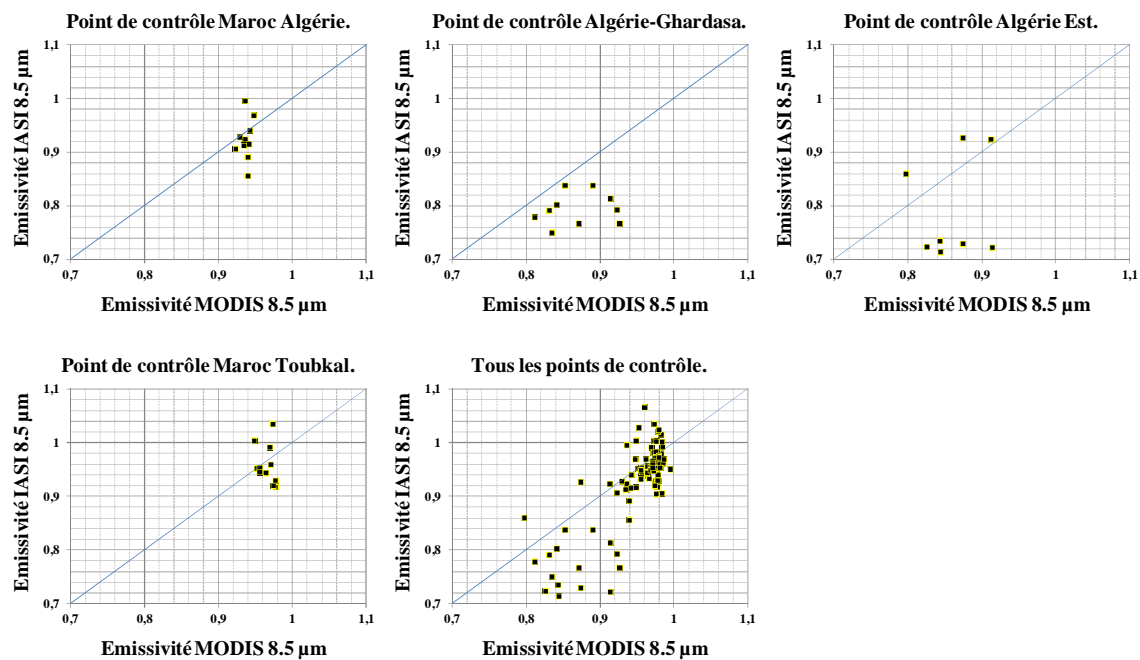 Point de contrôle Maroc Algérie.
Emissivité IASI 8.5 µm
1,1
1
0,9
0,8
0,7
0,7 0,8 0,9 1 1,1
Emissivité MODIS 8.5 µm
Point de contrôle Algérie-Ghardasa.
Emissivité IASI 8.5 µm
1,1
1
0,9
0,8
0,7
0,7 0,8 0,9 1 1,1
Emissivité MODIS 8.5 µm
Point de contrôle Algérie Est.
Emissivité IASI 8.5 µm
1,1
1
0,9
0,8
0,7
0,7 0,8 0,9 1 1,1
Emissivité MODIS 8.5 µm
Point de contrôle Maroc Toubkal.
Emissivité IASI 8.5 µm
1,1
1
0,9
0,8
0,7
0,7 0,8 0,9 1 1,1
Emissivité MODIS 8.5 µm
Tous les points de contrôle.
Emissivité IASI 8.5 µm
1,1
1
0,9
0,8
0,7
0,7 0,8 0,9 1 1,1
Emissivité MODIS 8.5 µm